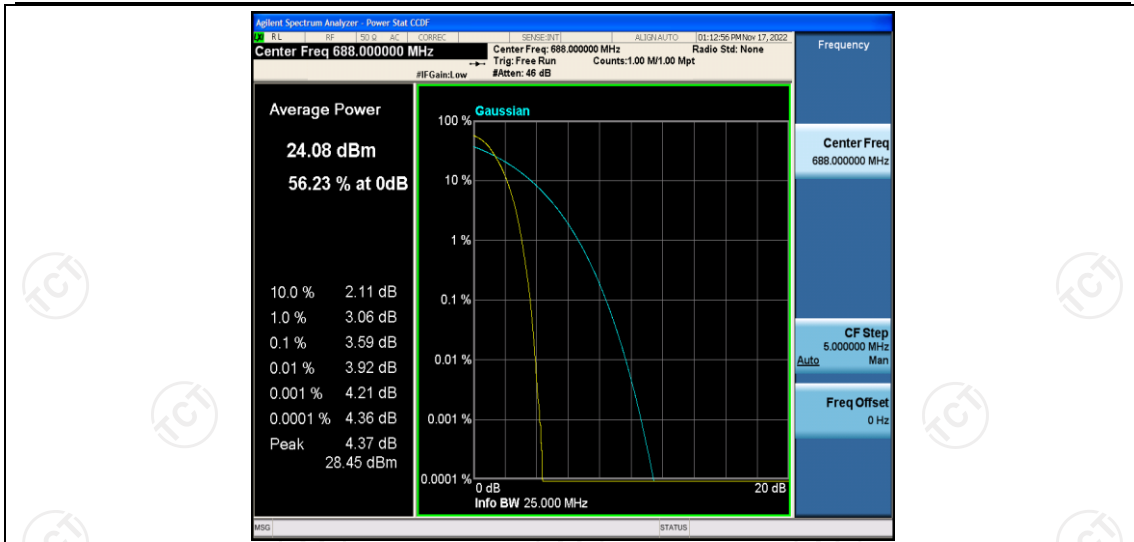 Agilent Spectrum Analyzer - Power Stat CCDF
LXI RL RF 50 Ω AC CORREC SENSE:INT ALIGN AUTO 01:12:56 PM Nov 17, 2022
Center Freq 688.000000 MHz
Center Freq: 688.000000 MHz Radio Std: None
Trig: Free Run Counts:1.00 M/1.00 Mpt
#IFGain:Low #Atten: 46 dB
Frequency
Average Power
24.08 dBm
56.23 % at 0dB
10.0 % 2.11 dB
1.0 % 3.06 dB
0.1 % 3.59 dB
0.01 % 3.92 dB
0.001 % 4.21 dB
0.0001 % 4.36 dB
Peak 4.37 dB
28.45 dBm
Gaussian
100 %
10 %
1 %
0.1 %
0.01 %
0.001 %
0.0001 %
0 dB 20 dB
Info BW 25.000 MHz
Center Freq
688.000000 MHz
CF Step
5.000000 MHz
Auto Man
Freq Offset
0 Hz
MSG STATUS
TCT
TCT
TCT
TCT